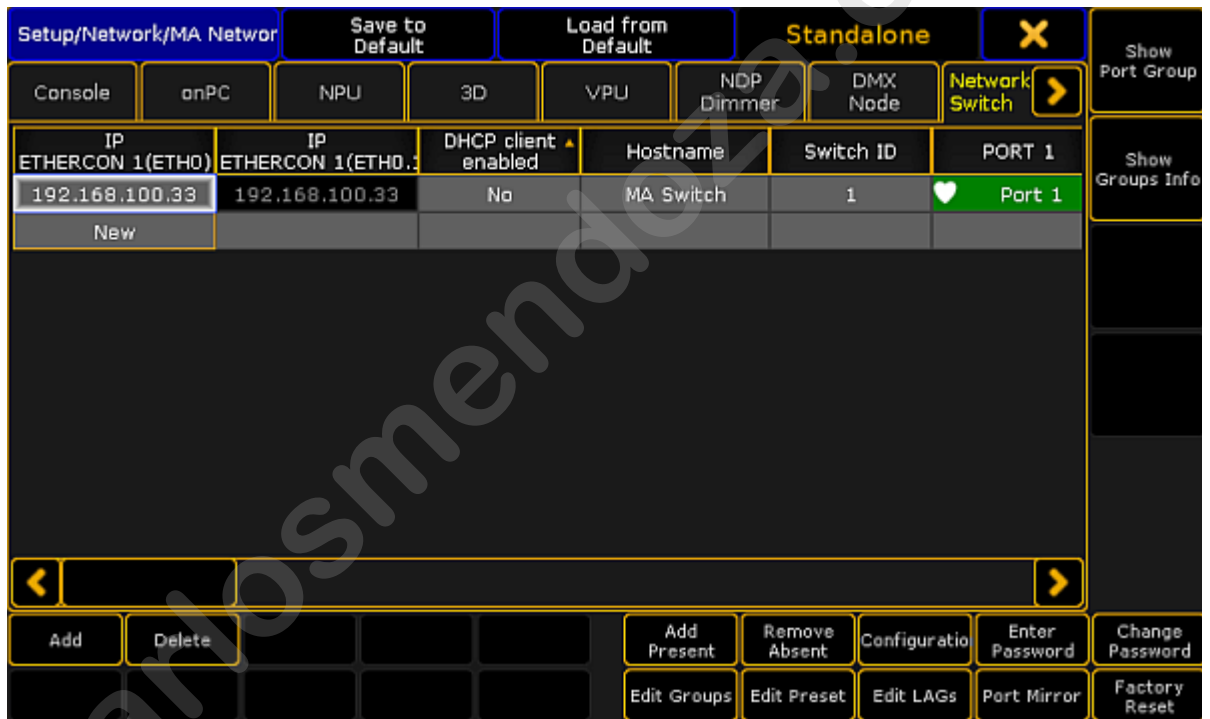 Setup/Network/MA Networ
Save to
Default
Load from
Default
Standalone
Show
Port Group
Console
onPC
NPU
3D
VPU
NDP
Dimmer
DMX
Node
Network
Switch
IP
ETHERCON 1(ETH0)
IP
ETHERCON 1(ETH0.:
DHCP client
enabled
Hostname
Switch ID
PORT 1
Show
Groups Info
192.168.100.33
192.168.100.33
No
MA Switch
1
Port 1
New
Add
Delete
Add
Present
Remove
Absent
Configuratio
Enter
Password
Change
Password
Edit Groups
Edit Preset
Edit LAGs
Port Mirror
Factory
Reset
arlosmendoza.